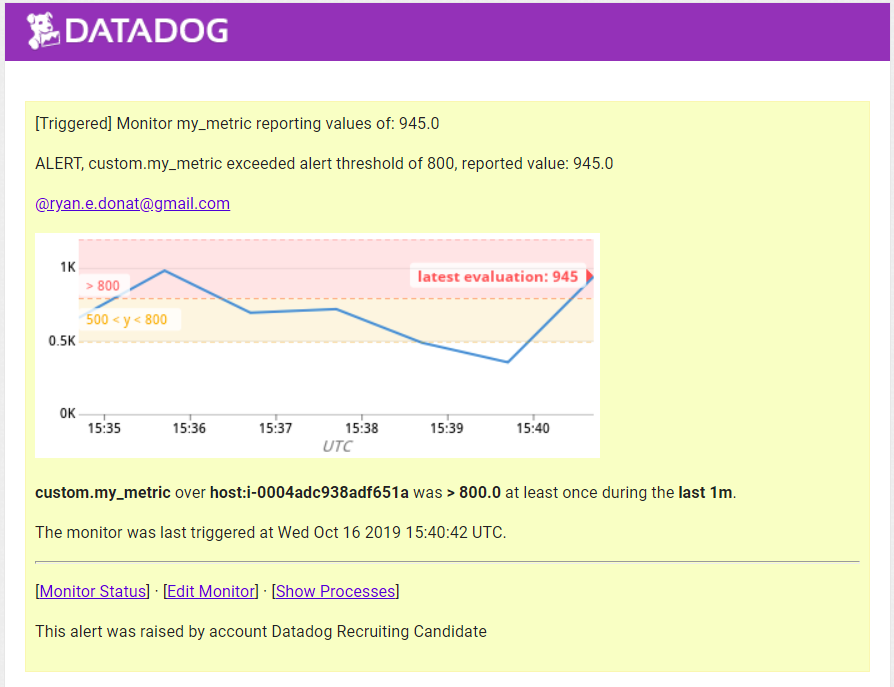 DATADOG
[Triggered] Monitor my_metric reporting values of: 945.0
ALERT, custom.my_metric exceeded alert threshold of 800, reported value: 945.0
@ryan.e.donat@gmail.com
1K
> 800
latest evaluation: 945
500 < y < 800
0.5K
0K
15:35 15:36 15:37 15:38 15:39 15:40
UTC
custom.my_metric over host:i-0004adc938adf651a was > 800.0 at least once during the last 1m.
The monitor was last triggered at Wed Oct 16 2019 15:40:42 UTC.
[Monitor Status] · [Edit Monitor] · [Show Processes]
This alert was raised by account Datadog Recruiting Candidate